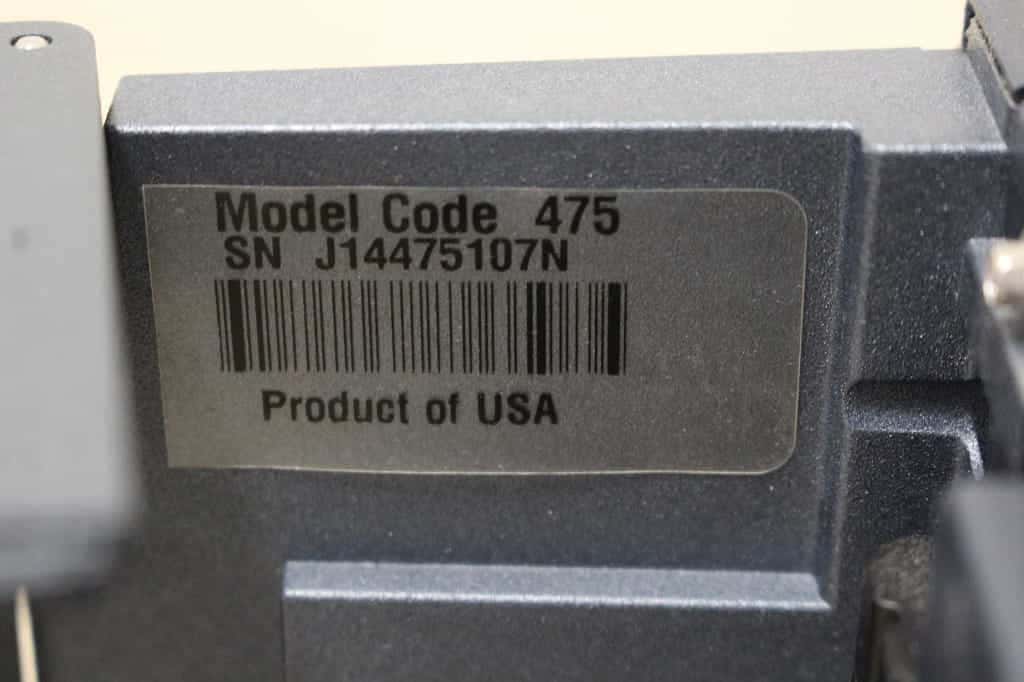 Model Code 475
SN J14475107N
Product of USA